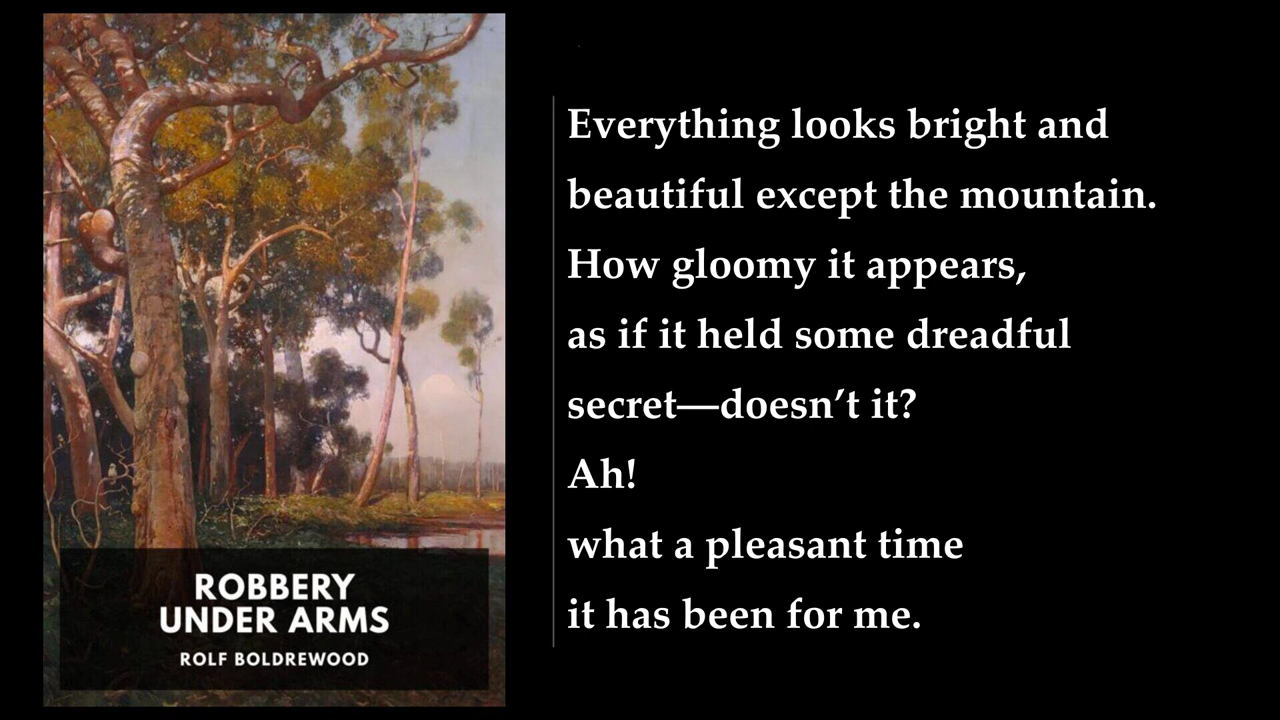 ROBBERY
UNDER ARMS
ROLF BOLDREWOOD
Everything looks bright and
beautiful except the mountain.
How gloomy it appears,
as if it held some dreadful
secret—doesn’t it?
Ah!
what a pleasant time
it has been for me.